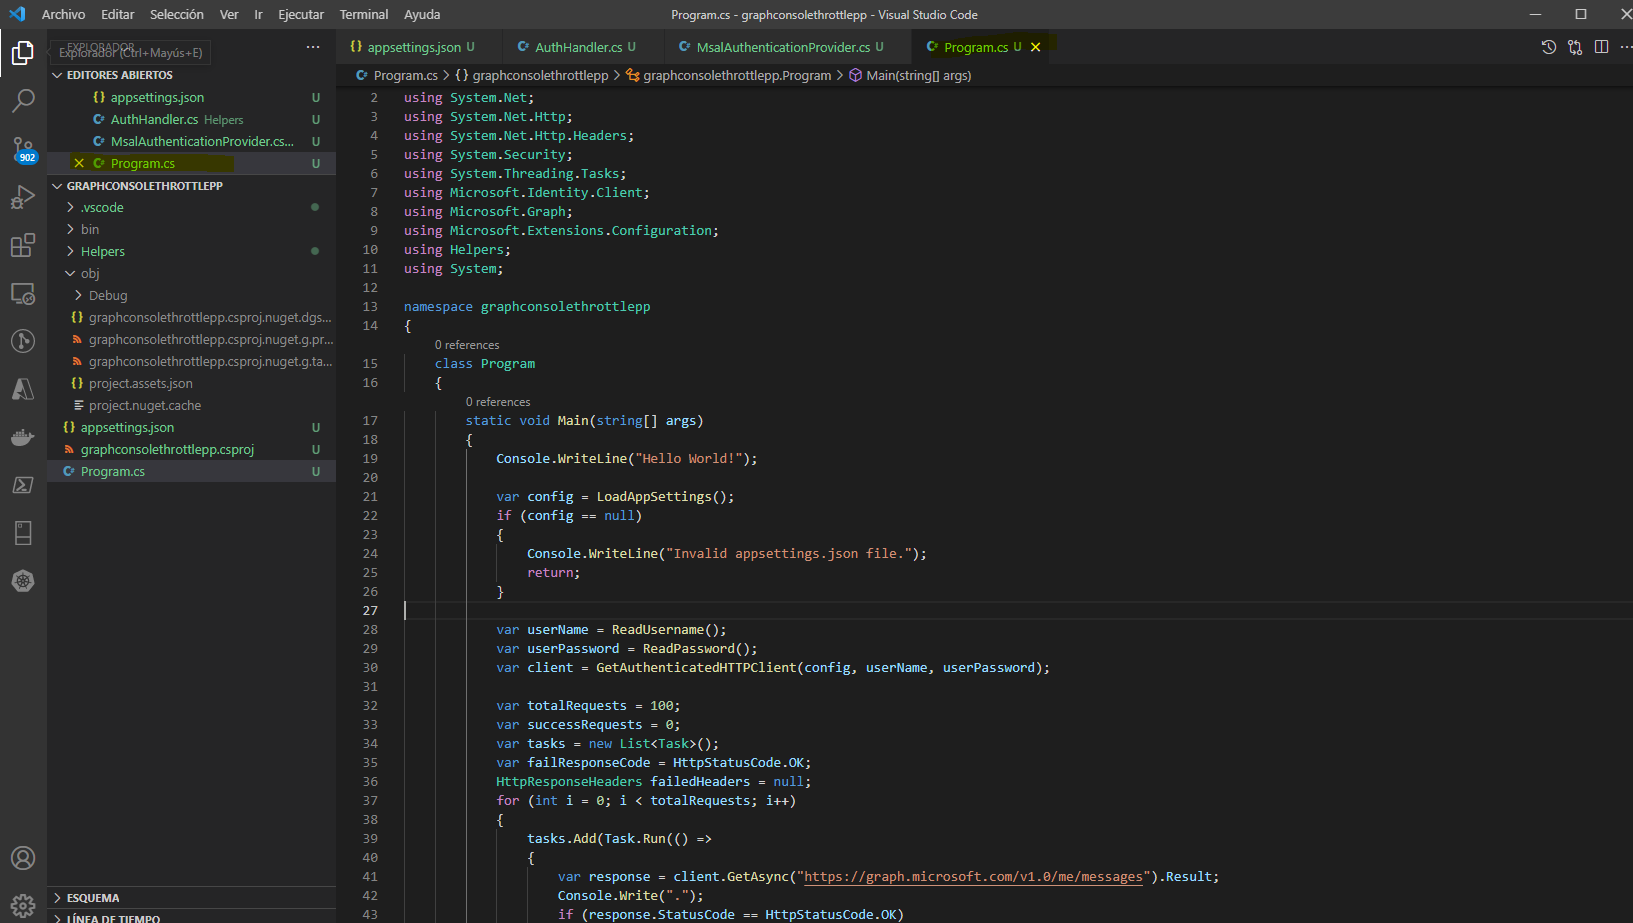 Archivo Editar Selección Ver Ir Ejecutar Terminal Ayuda
Program.cs - graphconsolethrottlepp - Visual Studio Code
EXPLORADOR
Explorador (Ctrl+Mayús+E)
EDITORES ABIERTOS
{} appsettings.json U
C# AuthHandler.cs Helpers U
C# MsalAuthenticationProvider.cs... U
C# Program.cs U
902
GRAPHCONSOLETHROTTLEPP
.vscode
bin
Helpers
obj
Debug
{} graphconsolethrottlepp.csproj.nuget.dgs...
graphconsolethrottlepp.csproj.nuget.g.pr...
graphconsolethrottlepp.csproj.nuget.g.ta...
{} project.assets.json
project.nuget.cache
{} appsettings.json U
graphconsolethrottlepp.csproj U
C# Program.cs U
ESQUEMA
LÍNEA DE TIEMPO
{} appsettings.json U C# AuthHandler.cs U C# MsalAuthenticationProvider.cs U C# Program.cs U
C# Program.cs > {} graphconsolethrottlepp > graphconsolethrottlepp.Program > Main(string[] args)
2 using System.Net;
3 using System.Net.Http;
4 using System.Net.Http.Headers;
5 using System.Security;
6 using System.Threading.Tasks;
7 using Microsoft.Identity.Client;
8 using Microsoft.Graph;
9 using Microsoft.Extensions.Configuration;
10 using Helpers;
11 using System;
12
13 namespace graphconsolethrottlepp
14 {
0 references
15 class Program
16 {
0 references
17 static void Main(string[] args)
18 {
19 Console.WriteLine("Hello World!");
20
21 var config = LoadAppSettings();
22 if (config == null)
23 {
24 Console.WriteLine("Invalid appsettings.json file.");
25 return;
26 }
27
28 var userName = ReadUsername();
29 var userPassword = ReadPassword();
30 var client = GetAuthenticatedHTTPClient(config, userName, userPassword);
31
32 var totalRequests = 100;
33 var successRequests = 0;
34 var tasks = new List<Task>();
35 var failResponseCode = HttpStatusCode.OK;
36 HttpResponseHeaders failedHeaders = null;
37 for (int i = 0; i < totalRequests; i++)
38 {
39 tasks.Add(Task.Run(() =>
40 {
41 var response = client.GetAsync("https://graph.microsoft.com/v1.0/me/messages").Result;
42 Console.Write(".");
43 if (response.StatusCode == HttpStatusCode.OK)